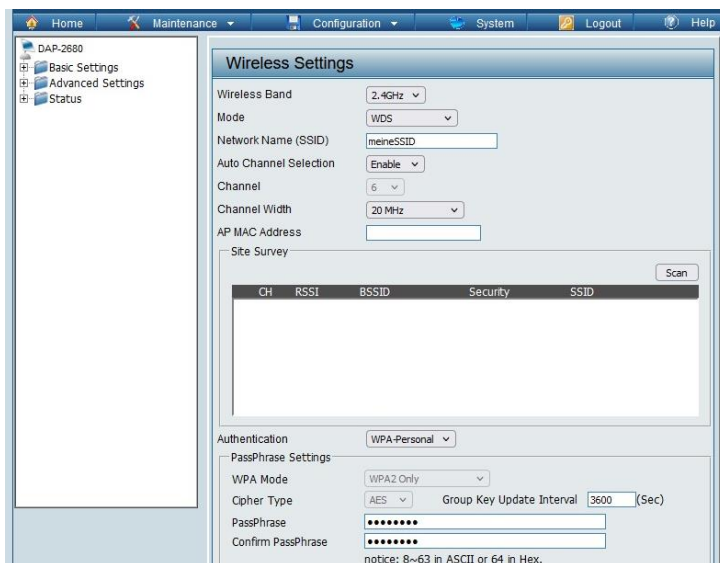 Home Maintenance Configuration System Logout Help
DAP-2680
Basic Settings
Advanced Settings
Status
Wireless Settings
Wireless Band 2.4GHz
Mode WDS
Network Name (SSID) meineSSID
Auto Channel Selection Enable
Channel 6
Channel Width 20 MHz
AP MAC Address
Site Survey
Scan
CH RSSI BSSID Security SSID
Authentication WPA-Personal
PassPhrase Settings
WPA Mode WPA2 Only
Cipher Type AES Group Key Update Interval 3600 (Sec)
PassPhrase ••••••••
Confirm PassPhrase ••••••••
notice: 8~63 in ASCII or 64 in Hex.